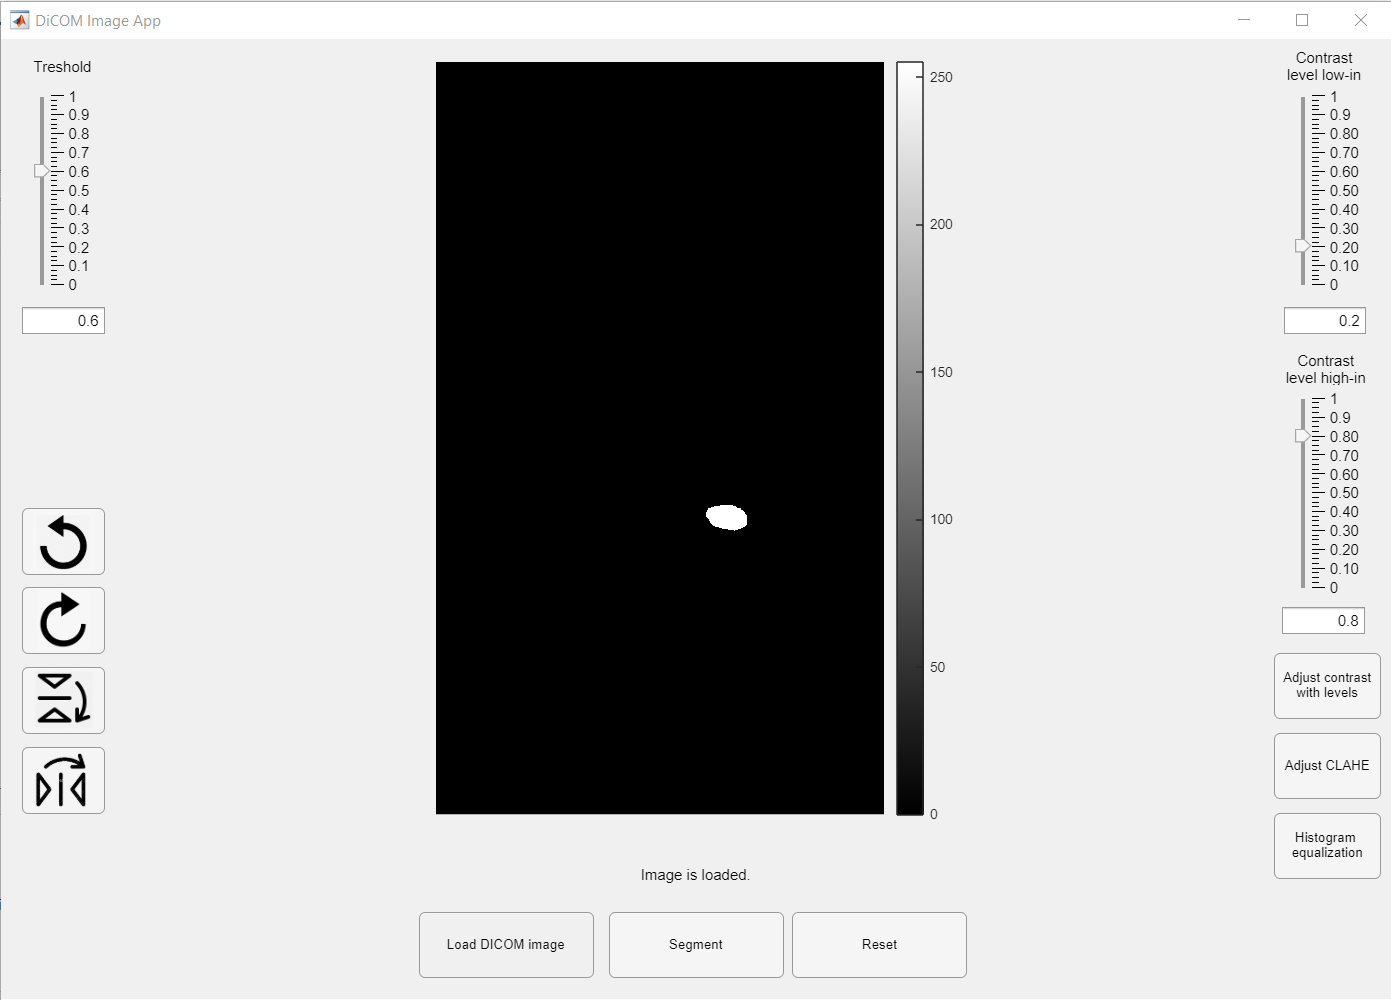 DiCOM Image App
Treshold
1
0.9
0.8
0.7
0.6
0.5
0.4
0.3
0.2
0.1
0
0.6
250
200
150
100
50
0
Contrast
level low-in
1
0.9
0.80
0.70
0.60
0.50
0.40
0.30
0.20
0.10
0
0.2
Contrast
level high-in
1
0.9
0.80
0.70
0.60
0.50
0.40
0.30
0.20
0.10
0
0.8
Adjust contrast
with levels
Adjust CLAHE
Histogram
equalization
Image is loaded.
Load DICOM image
Segment
Reset